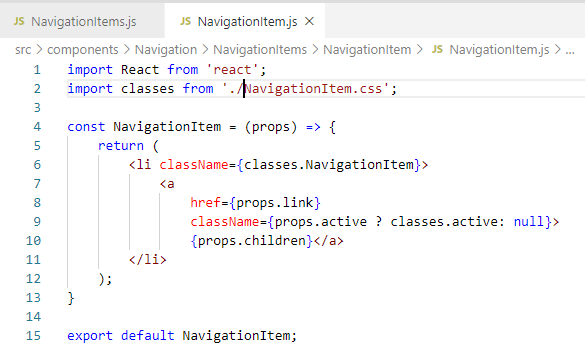 JS NavigationItems.js JS NavigationItem.js ×
src > components > Navigation > NavigationItems > NavigationItem > JS NavigationItem.js > ...
1 import React from 'react';
2 import classes from './NavigationItem.css';
3
4 const NavigationItem = (props) => {
5 return (
6 <li className={classes.NavigationItem}>
7 <a
8 href={props.link}
9 className={props.active ? classes.active: null}>
10 {props.children}</a>
11 </li>
12 );
13 }
14
15 export default NavigationItem;